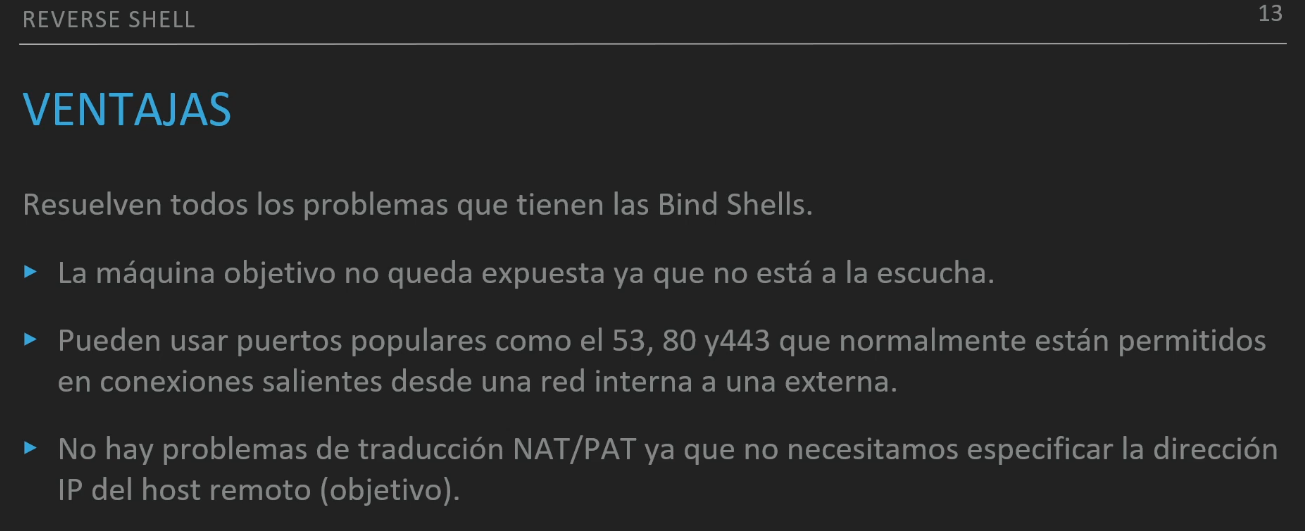 REVERSE SHELL
13
VENTAJAS
Resuelven todos los problemas que tienen las Bind Shells.
▸ La máquina objetivo no queda expuesta ya que no está a la escucha.
▸ Pueden usar puertos populares como el 53, 80 y443 que normalmente están permitidos
en conexiones salientes desde una red interna a una externa.
▸ No hay problemas de traducción NAT/PAT ya que no necesitamos especificar la dirección
IP del host remoto (objetivo).